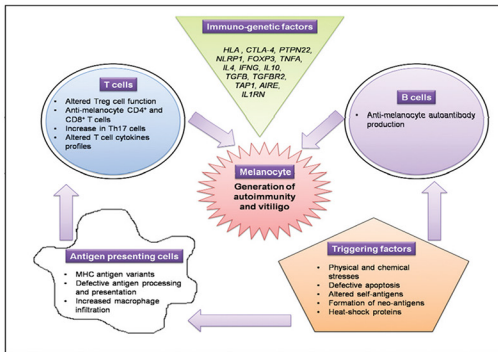 Immuno-genetic factors
HLA , CTLA-4, PTPN22,
NLRP1, FOXP3, TNFA,
IL4, IFNG, IL10,
TGFB, TGFBR2,
TAP1, AIRE,
IL1RN
T cells
• Altered Treg cell function
• Anti-melanocyte CD4⁺ and
CD8⁺ T cells
• Increase in Th17 cells
• Altered T cell cytokines
profiles
B cells
• Anti-melanocyte autoantibody
production
Melanocyte
Generation of
autoimmunity
and vitiligo
Antigen presenting cells
• MHC antigen variants
• Defective antigen processing
and presentation
• Increased macrophage
infiltration
Triggering factors
• Physical and chemical
stresses
• Defective apoptosis
• Altered self-antigens
• Formation of neo-antigens
• Heat-shock proteins